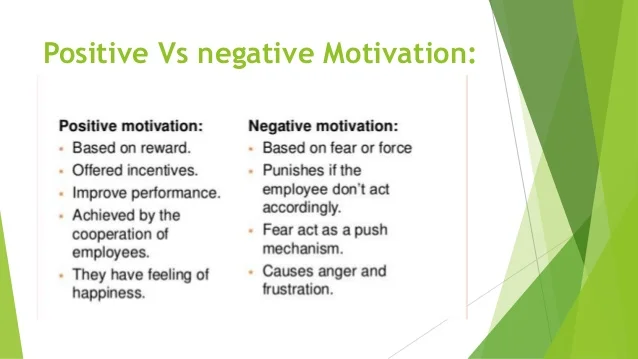 Positive Vs negative Motivation:
Positive motivation:
• Based on reward.
• Offered incentives.
• Improve performance.
• Achieved by the
cooperation of
employees.
• They have feeling of
happiness.
Negative motivation:
• Based on fear or force
• Punishes if the
employee don't act
accordingly.
• Fear act as a push
mechanism.
• Causes anger and
frustration.